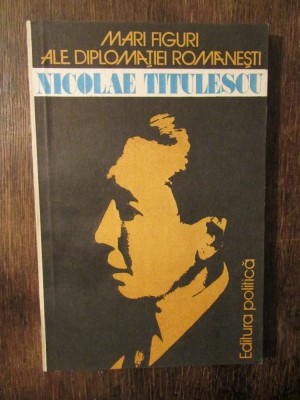 MARI FIGURI
ALE DIPLOMAȚIEI ROMÂNEȘTI
NICOLAE TITULESCU
Editura politică